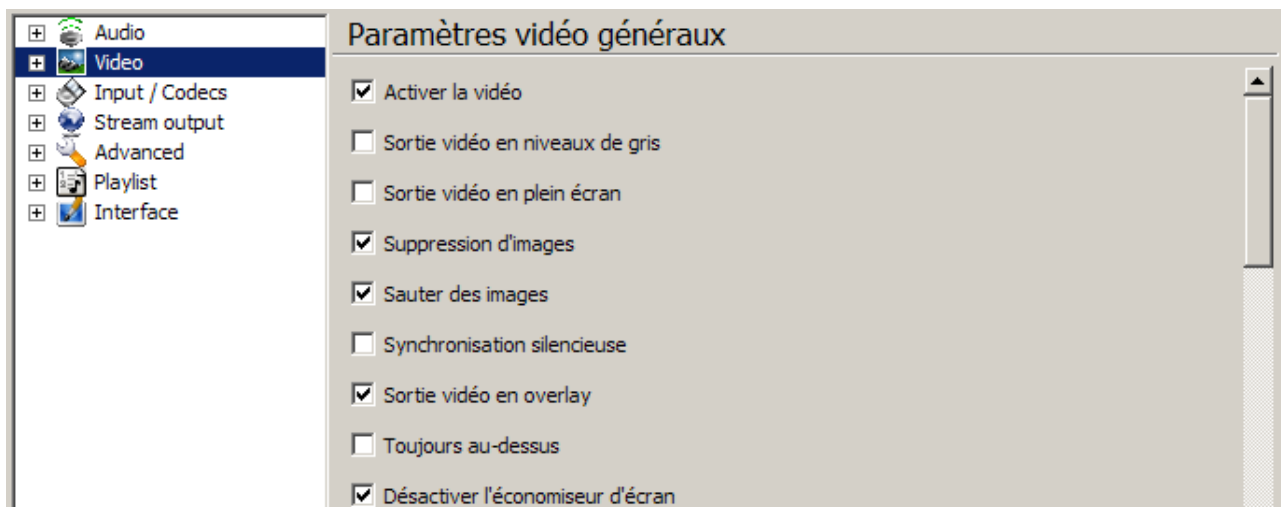 Audio
Video
Input / Codecs
Stream output
Advanced
Playlist
Interface
Paramètres vidéo généraux
Activer la vidéo
Sortie vidéo en niveaux de gris
Sortie vidéo en plein écran
Suppression d'images
Sauter des images
Synchronisation silencieuse
Sortie vidéo en overlay
Toujours au-dessus
Désactiver l'économiseur d'écran